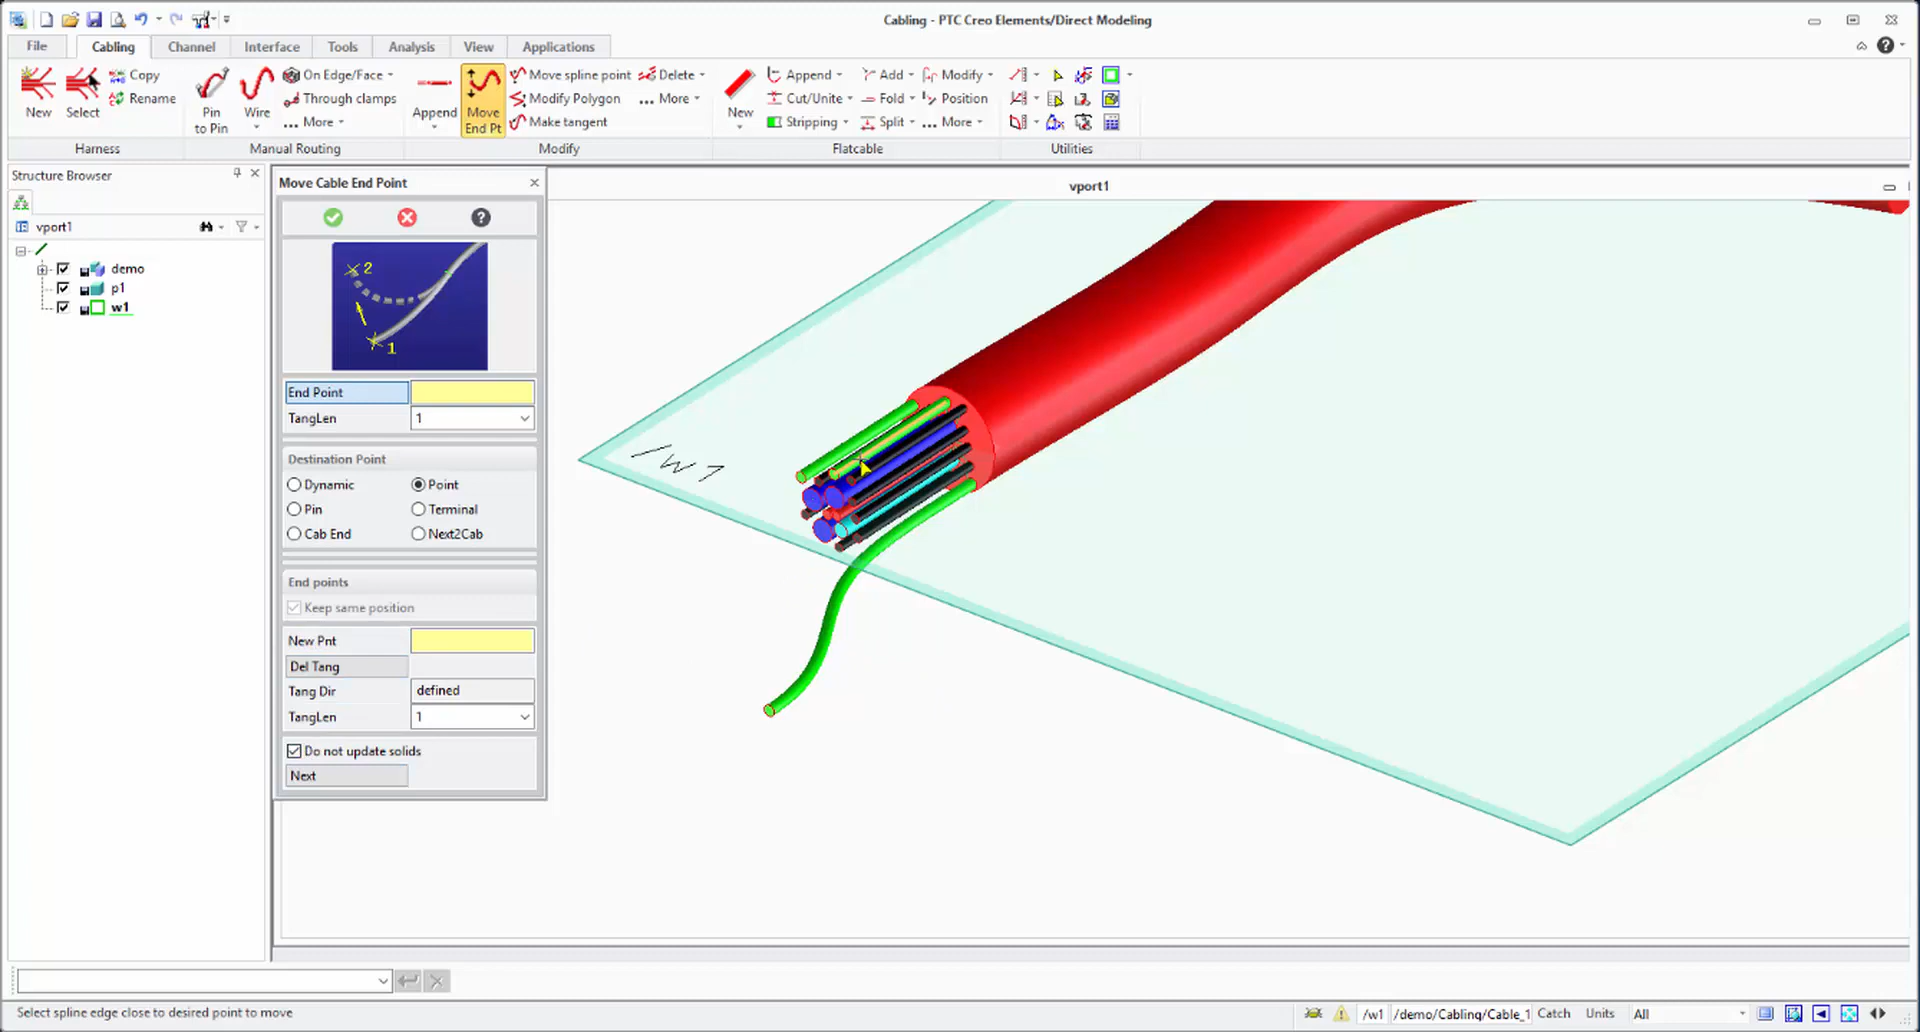 Cabling - PTC Creo Elements/Direct Modeling
File
Cabling
Channel
Interface
Tools
Analysis
View
Applications
New
Select
Copy
Rename
Harness
Pin to Pin
Wire
On Edge/Face
Through clamps
... More
Manual Routing
Append
Move End Pt
Move spline point
Modify Polygon
Make tangent
Delete
... More
Modify
New
Append
Cut/Unite
Stripping
Add
Fold
Split
Modify
Position
... More
Flatcable
Utilities
Structure Browser
vport1
demo
p1
w1
Move Cable End Point
2
1
End Point
TangLen 1
Destination Point
Dynamic Point
Pin Terminal
Cab End Next2Cab
End points
Keep same position
New Pnt
Del Tang
Tang Dir defined
TangLen 1
Do not update solids
Next
vport1
/w1
Select spline edge close to desired point to move
/w1 /demo/Cabling/Cable_1 Catch Units All